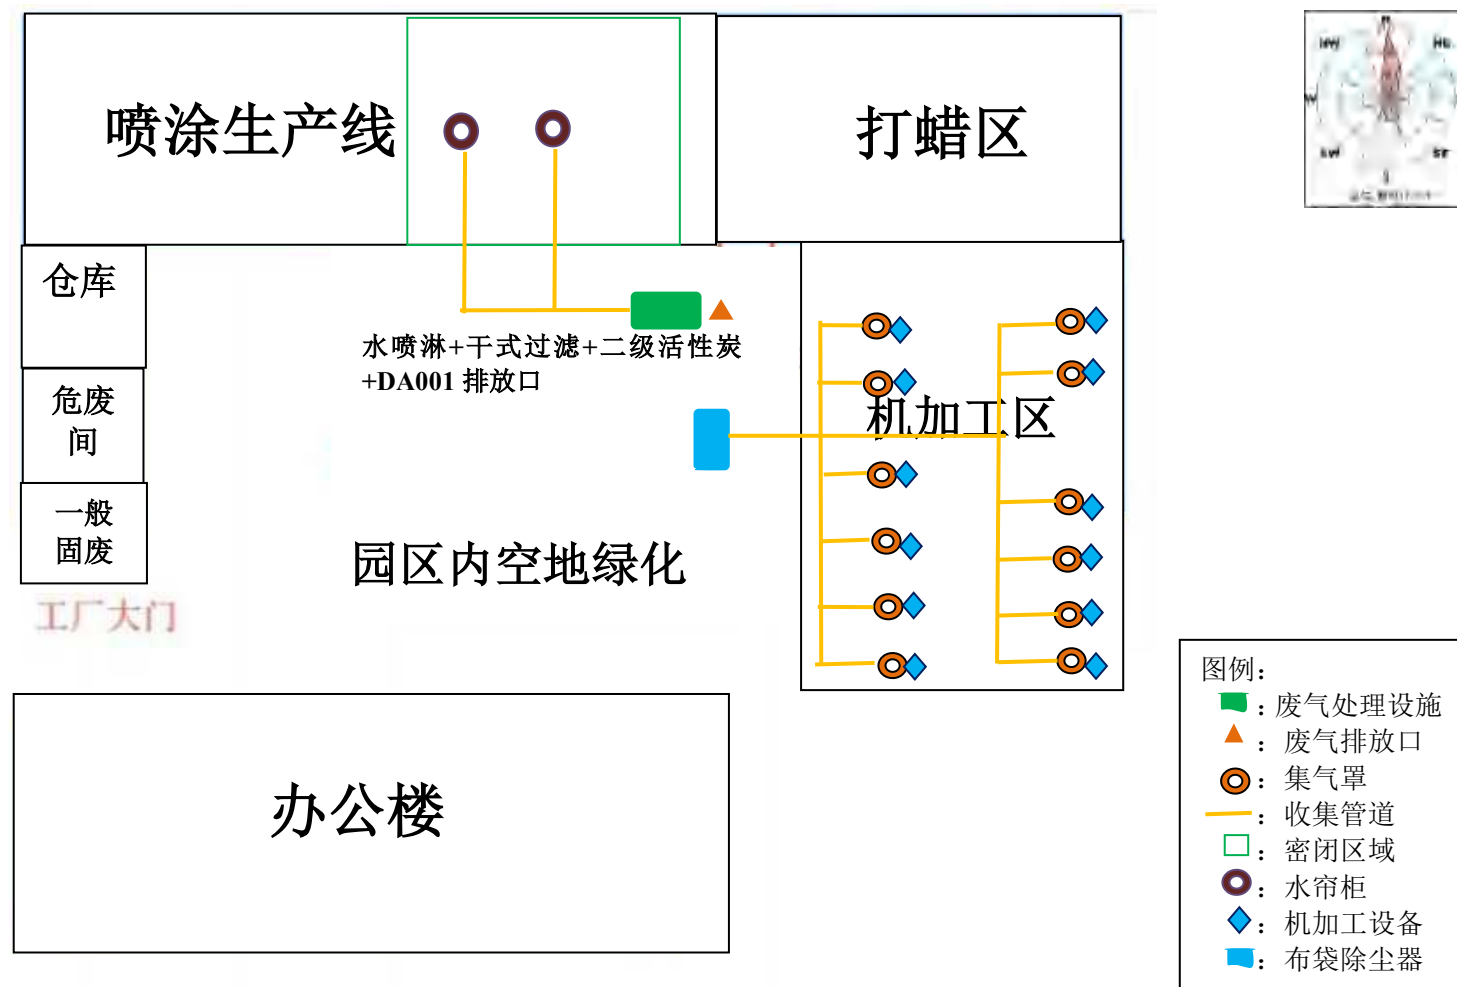 喷涂生产线
打蜡区
N
NW
NE
W
SW
SE
仓库
水喷淋+干式过滤+二级活性炭
+DA001 排放口
危废
间
机加工区
一般
固废
园区内空地绿化
工厂大门
办公楼
图例：
：废气处理设施
：废气排放口
：集气罩
：收集管道
：密闭区域
：水帘柜
：机加工设备
：布袋除尘器